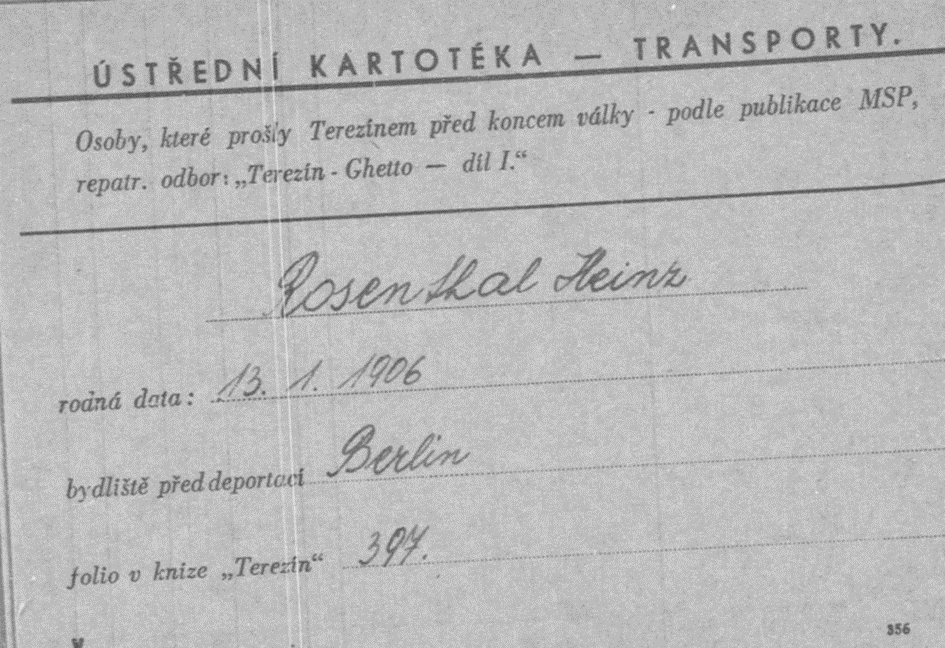 ÚSTŘEDNÍ KARTOTÉKA — TRANSPORTY.
Osoby, které prošly Terezínem před koncem války - podle publikace MSP,
repatr. odbor: „Terezín - Ghetto — díl I.“
Rosenthal Heinz
rodná data: 13. 1. 1906
bydliště před deportací Berlin
folio v knize „Terezín“ 397.
356